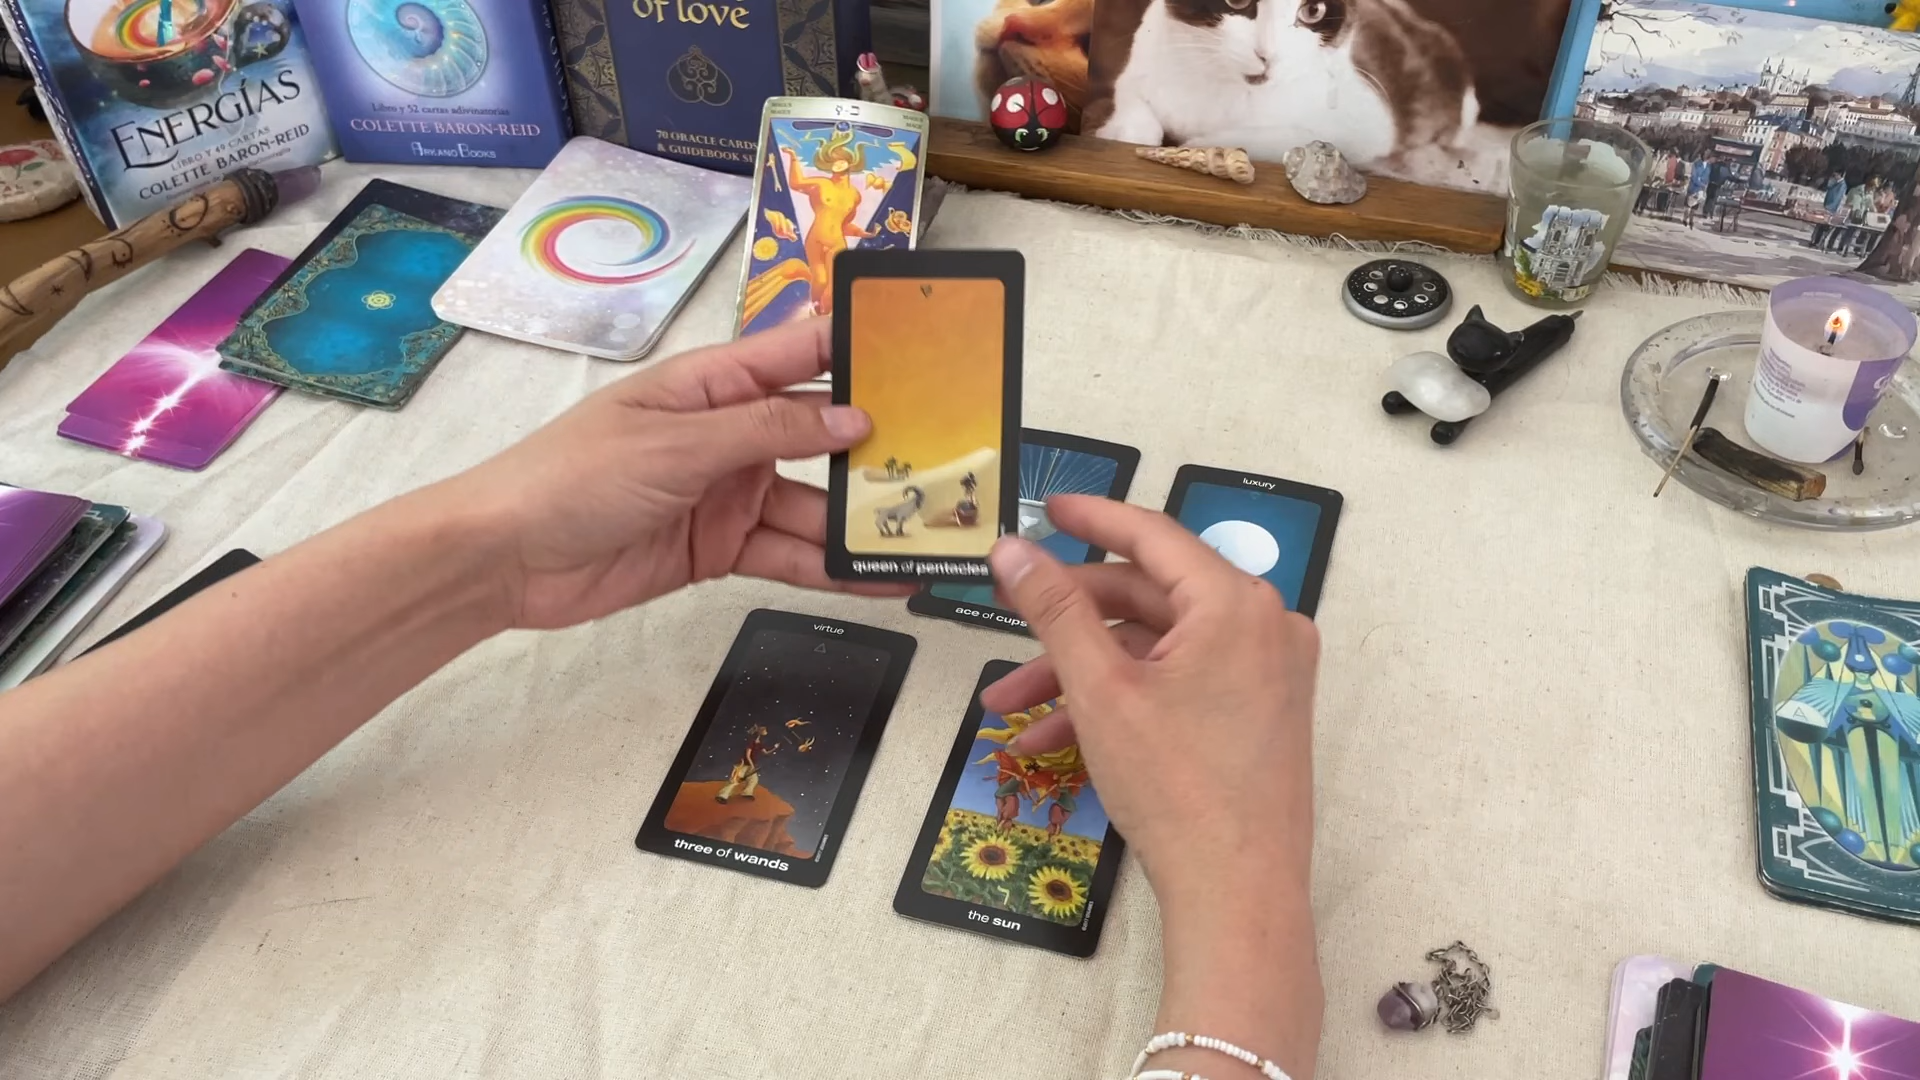 of love
ENERGÍAS
LIBRO Y 49 CARTAS
COLETTE BARON-REID
Libro y 52 cartas adivinatorias
COLETTE BARON-REID
ARKANO BOOKS
70 ORACLE CARDS
& GUIDEBOOK SE
queen of pentacles
ace of cups
luxury
virtue
three of wands
the sun